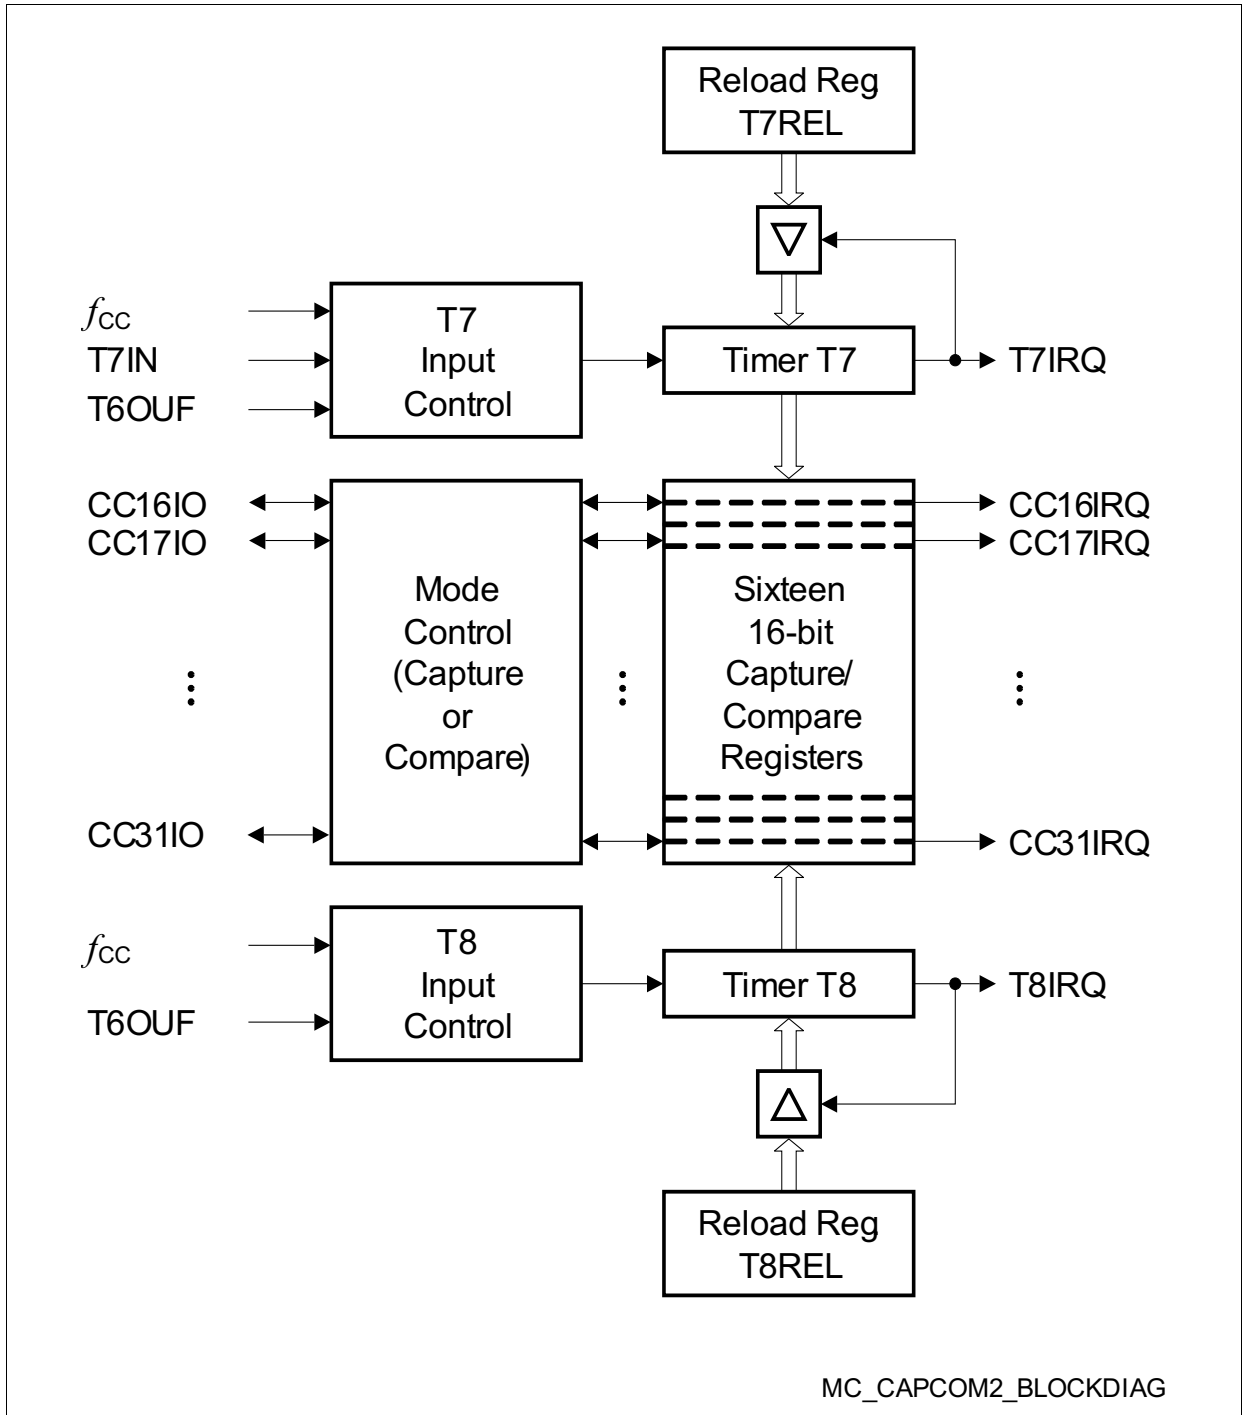 Reload Reg
T7REL
fCC
T7IN
T6OUF
T7
Input
Control
Timer T7
T7IRQ
CC16IO
CC17IO
CC31IO
Mode
Control
(Capture
or
Compare)
Sixteen
16-bit
Capture/
Compare
Registers
CC16IRQ
CC17IRQ
CC31IRQ
fCC
T6OUF
T8
Input
Control
Timer T8
T8IRQ
Reload Reg
T8REL
MC_CAPCOM2_BLOCKDIAG